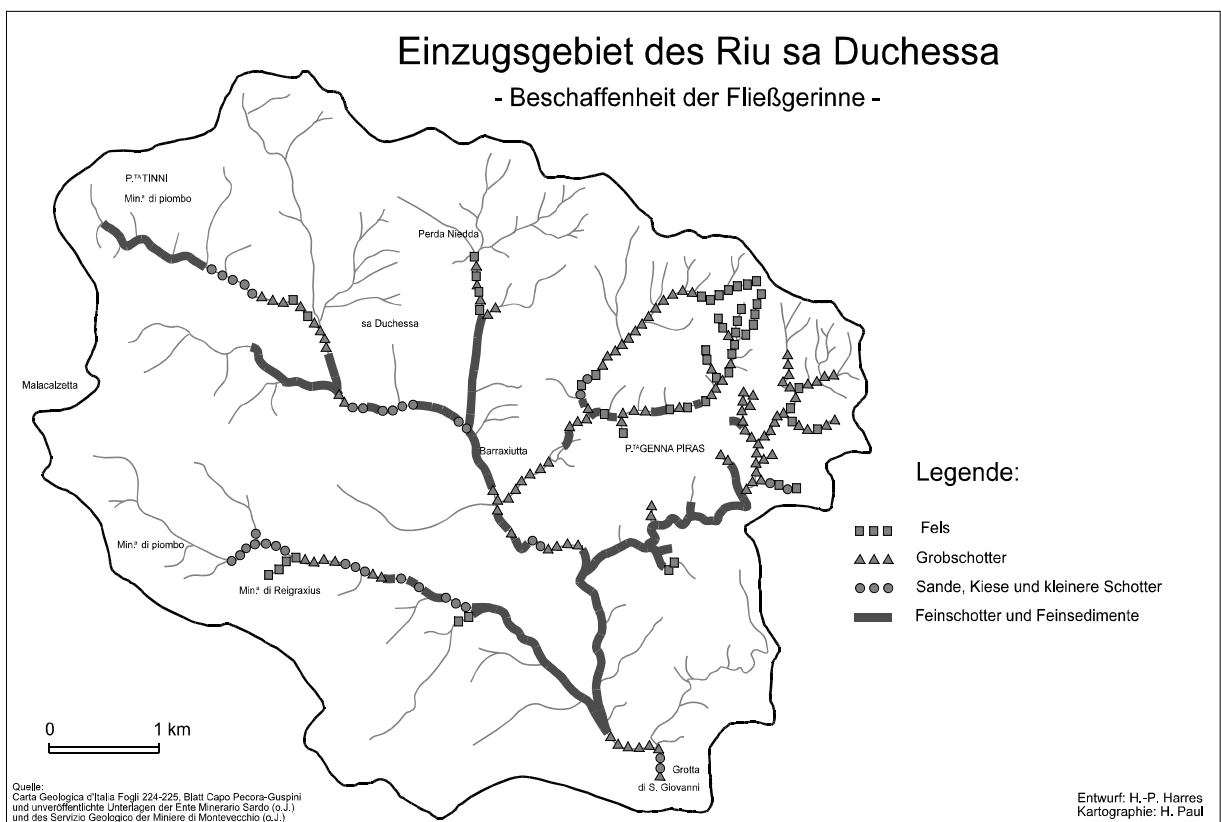 Einzugsgebiet des Riu sa Duchessa
- Beschaffenheit der Fließgerinne -
P.TA TINNI
Min.a di piombo
Perda Niedda
sa Duchessa
Malacalzetta
Barraxiutta
P.TA GENNA PIRAS
Min.a di piombo
Min.a di Reigraxius
Legende:
Fels
Grobschotter
Sande, Kiese und kleinere Schotter
Feinschotter und Feinsedimente
0 1 km
Grotta
di S. Giovanni
Quelle:
Carta Geologica d'Italia Fogli 224-225, Blatt Capo Pecora-Guspini
und unveröffentlichte Unterlagen der Ente Minerario Sardo (o.J.)
und des Servizio Geologico der Miniere di Montevecchio (o.J.)
Entwurf: H.-P. Harres
Kartographie: H. Paul